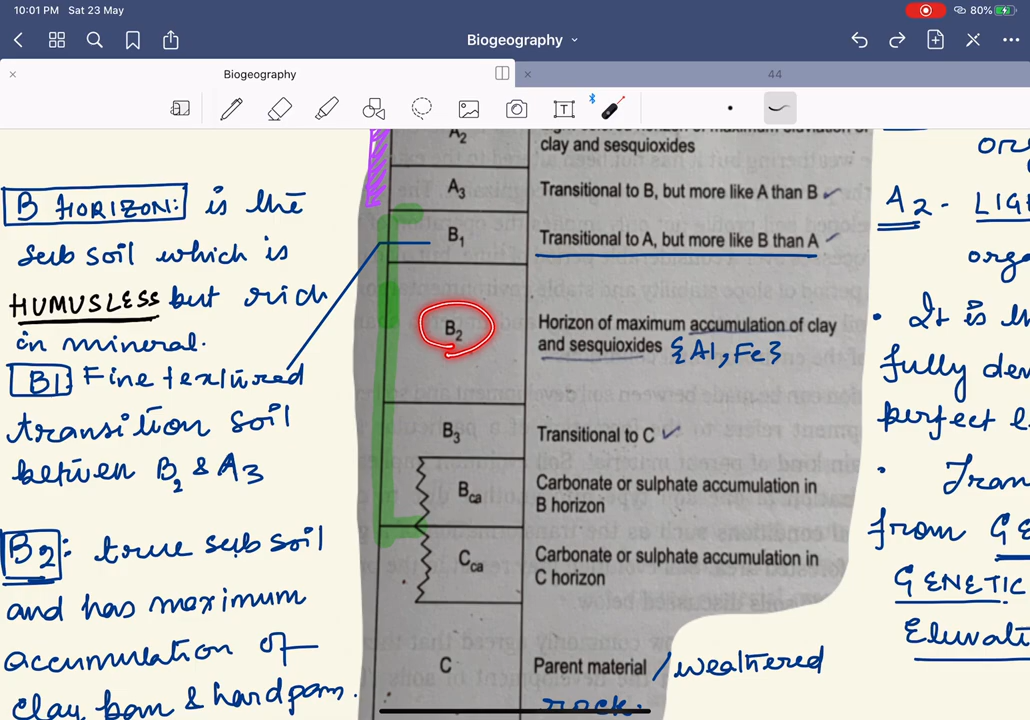 10:01 PM Sat 23 May
80%
Biogeography
Biogeography
44
T
B HORIZON: is the
sub soil which is
HUMUSLESS but rich
in mineral.
B1: Fine textured
transition soil
betven B2 & A3
B2: true sub soil
and has maximum
accumulation of
clay bam & hardpam.
A2
clay and sesquioxides
A3
Transitional to B, but more like A than B
B1
Transitional to A, but more like B than A
B2
Horizon of maximum accumulation of clay
and sesquioxides {Al, Fe}
B3
Transitional to C
Bca
Carbonate or sulphate accumulation in
B horizon
Cca
Carbonate or sulphate accumulation in
C horizon
C
Parent material / weathered
rock.
A2 - LIG
orga
• It is th
fully dev
perfect
• Tran
from GE
GENETIC
Eluvati